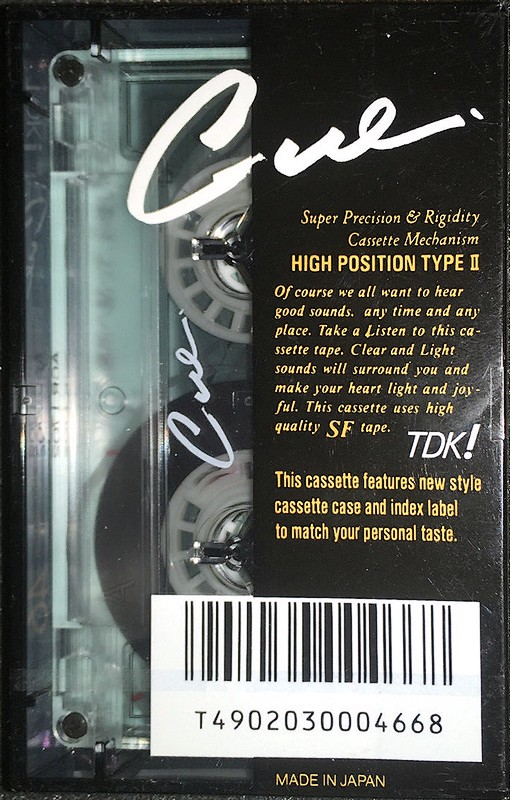 Cue.
Super Precision & Rigidity
Cassette Mechanism
HIGH POSITION TYPE II
Of course we all want to hear
good sounds. any time and any
place. Take a Listen to this ca-
ssette tape. Clear and Light
sounds will surround you and
make your heart light and joy-
ful. This cassette uses high
quality SF tape.
TDK!
Cue.
This cassette features new style
cassette case and index label
to match your personal taste.
T4902030004668
MADE IN JAPAN